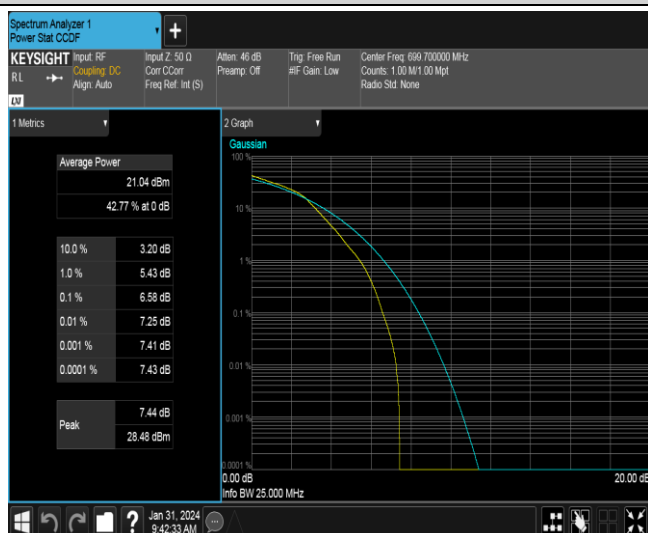 Spectrum Analyzer 1
Power Stat CCDF
KEYSIGHT
RL
LXI
Input: RF
Coupling: DC
Align: Auto
Input Z: 50 Ω
Corr CCorr
Freq Ref: Int (S)
Atten: 46 dB
Preamp: Off
Trig: Free Run
#IF Gain: Low
Center Freq: 699.700000 MHz
Counts: 1.00 M/1.00 Mpt
Radio Std: None
1 Metrics
Average Power
21.04 dBm
42.77 % at 0 dB
10.0 % 3.20 dB
1.0 % 5.43 dB
0.1 % 6.58 dB
0.01 % 7.25 dB
0.001 % 7.41 dB
0.0001 % 7.43 dB
Peak
7.44 dB
28.48 dBm
2 Graph
Gaussian
100 %
10 %
1 %
0.1 %
0.01 %
0.001 %
0.0001 %
0.00 dB
20.00 dB
Info BW 25.000 MHz
?
Jan 31, 2024
9:42:33 AM